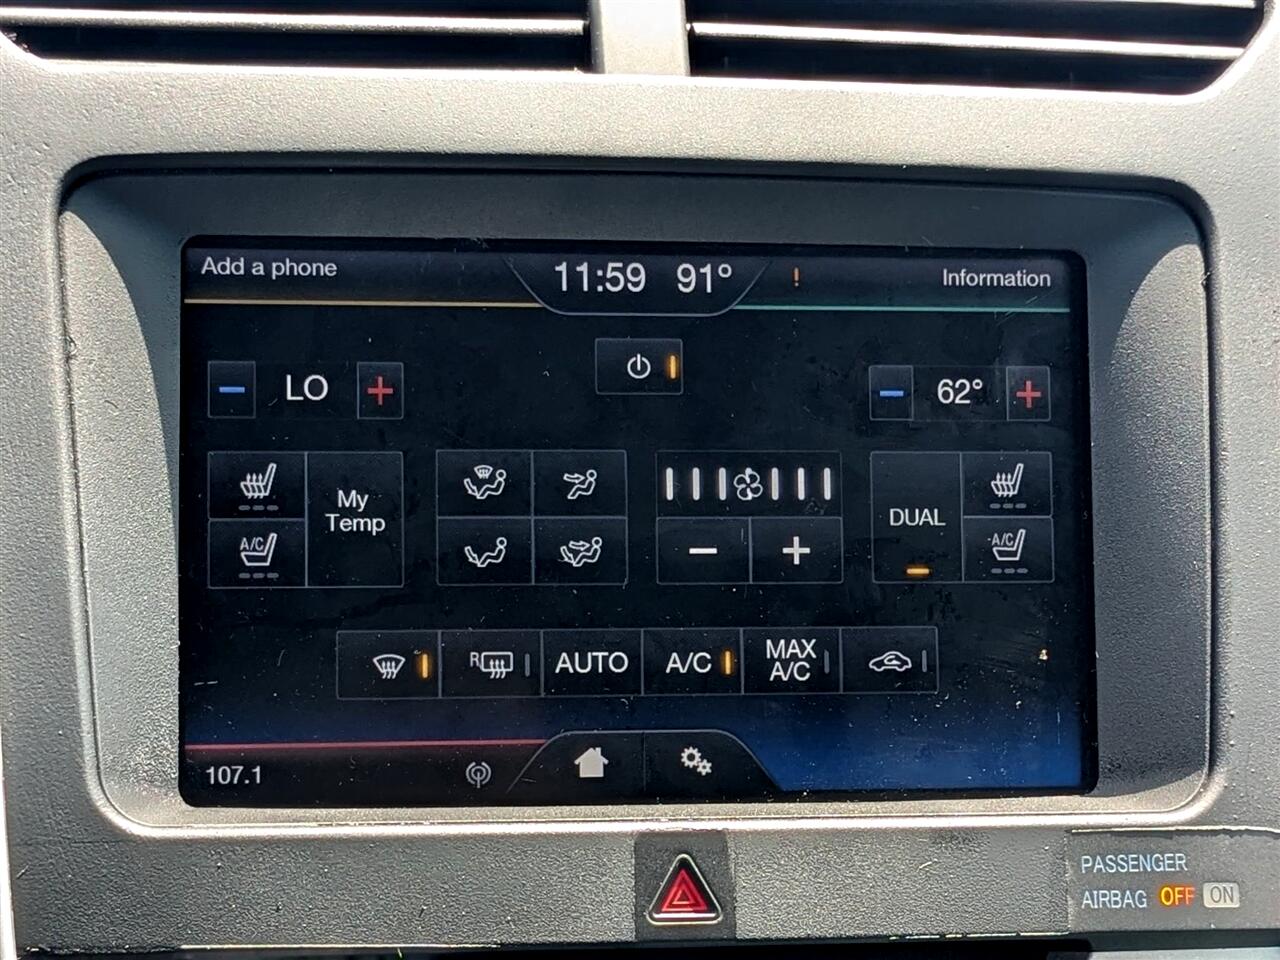 Add a phone
11:59 91°
!
Information
LO
62°
My
Temp
A/C
DUAL
A/C
R
AUTO
A/C
MAX
A/C
107.1
PASSENGER
AIRBAG OFF ON